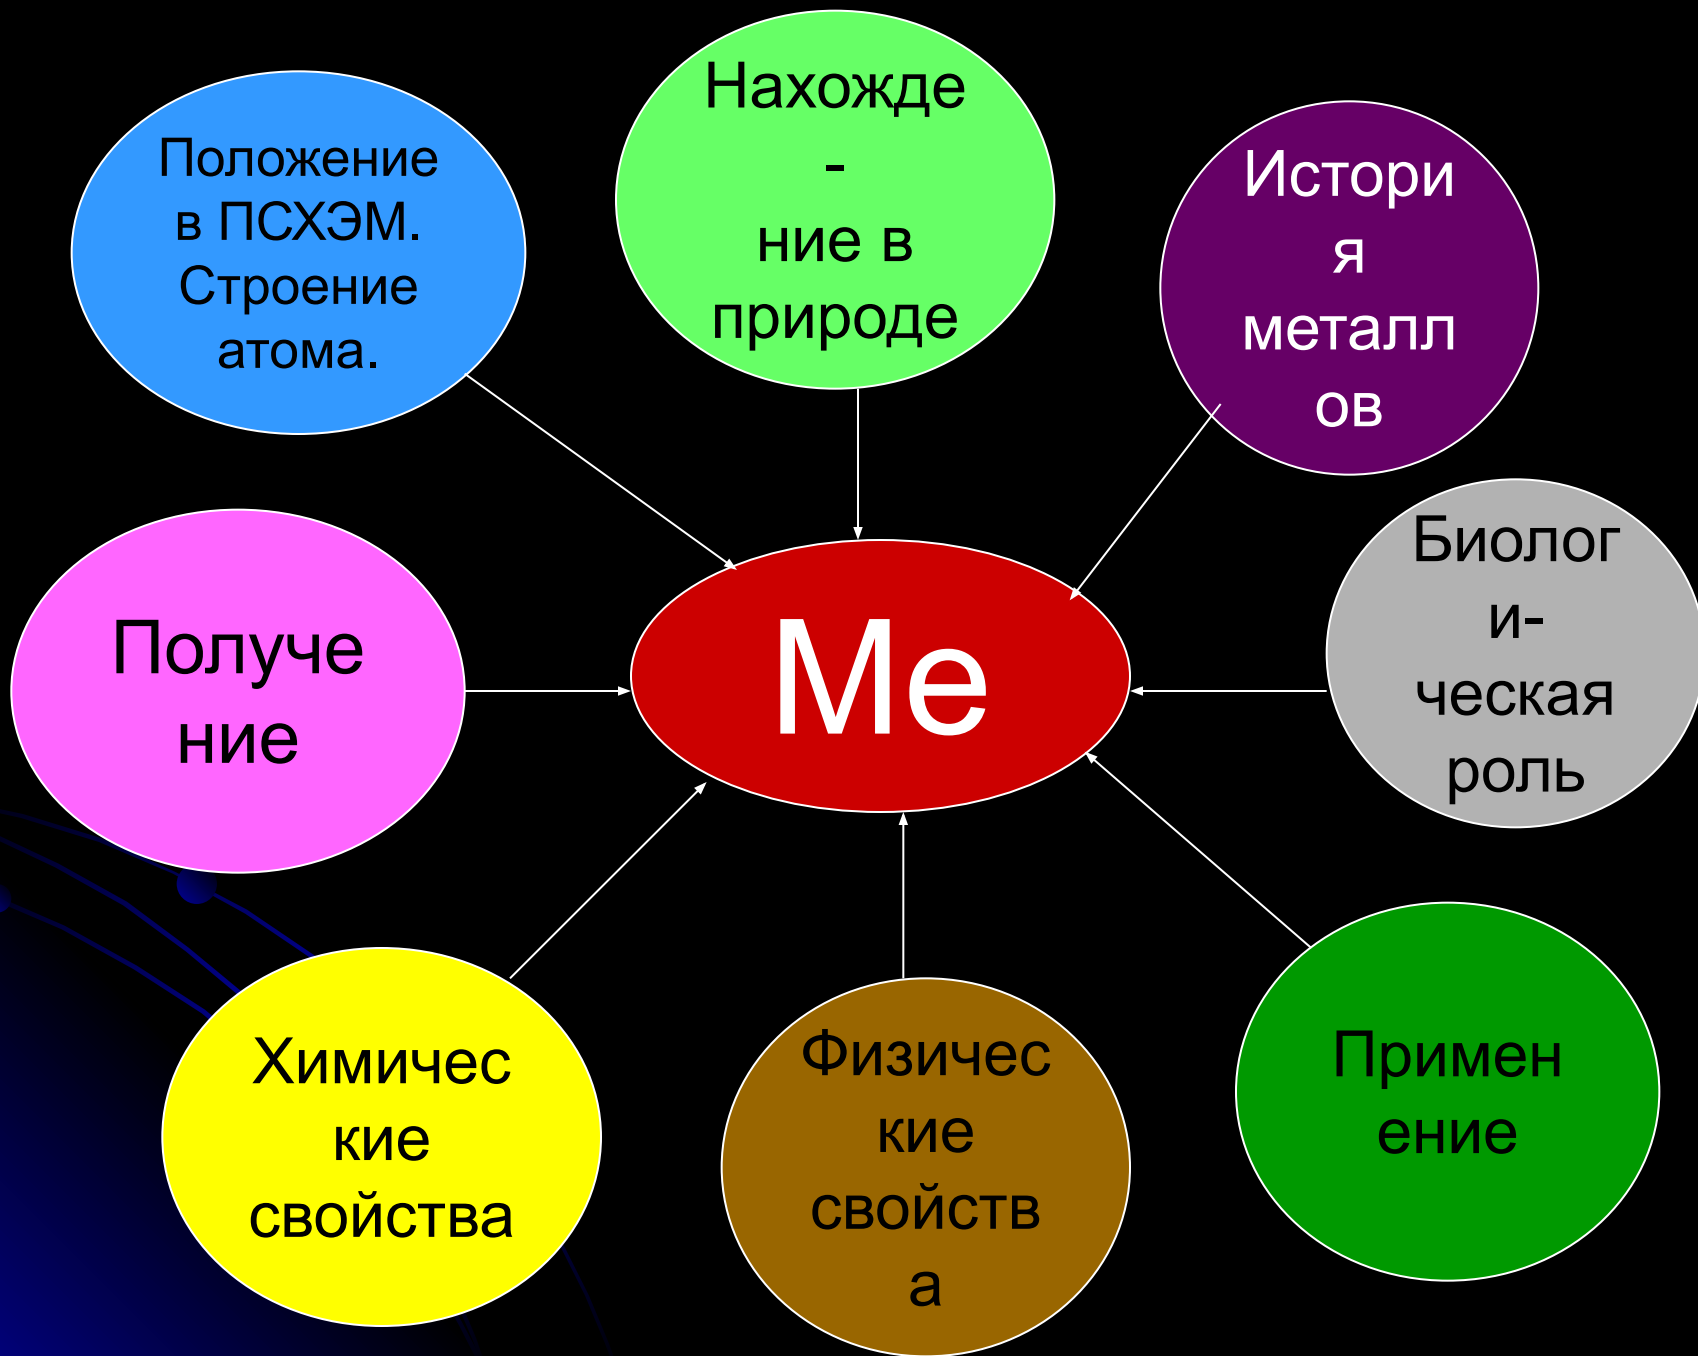 Положение
в ПСХЭМ.
Строение
атома.
Нахожде
-
ние в
природе
Истори
я
металл
ов
Получе
ние
Ме
Биолог
и-
ческая
роль
Химичес
кие
свойства
Физичес
кие
свойств
а
Примен
ение